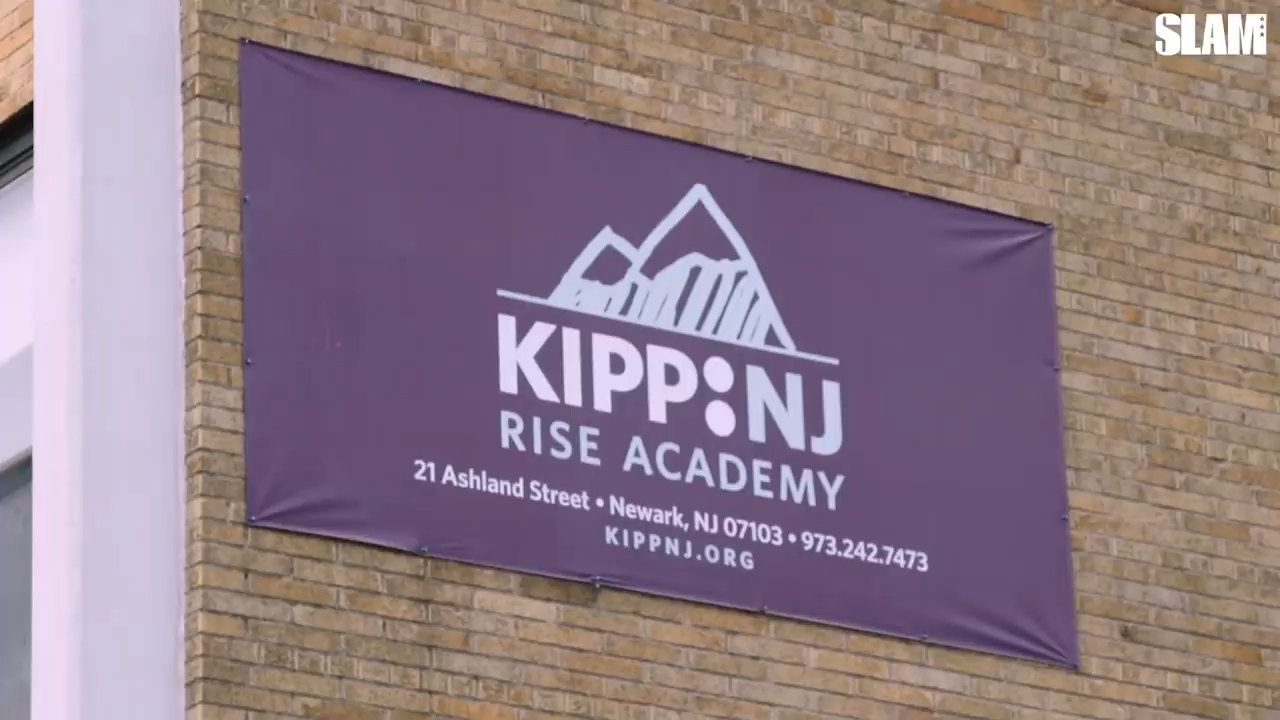 SLAM
KIPP:NJ
RISE ACADEMY
21 Ashland Street • Newark, NJ 07103 • 973.242.7473
KIPPNJ.ORG